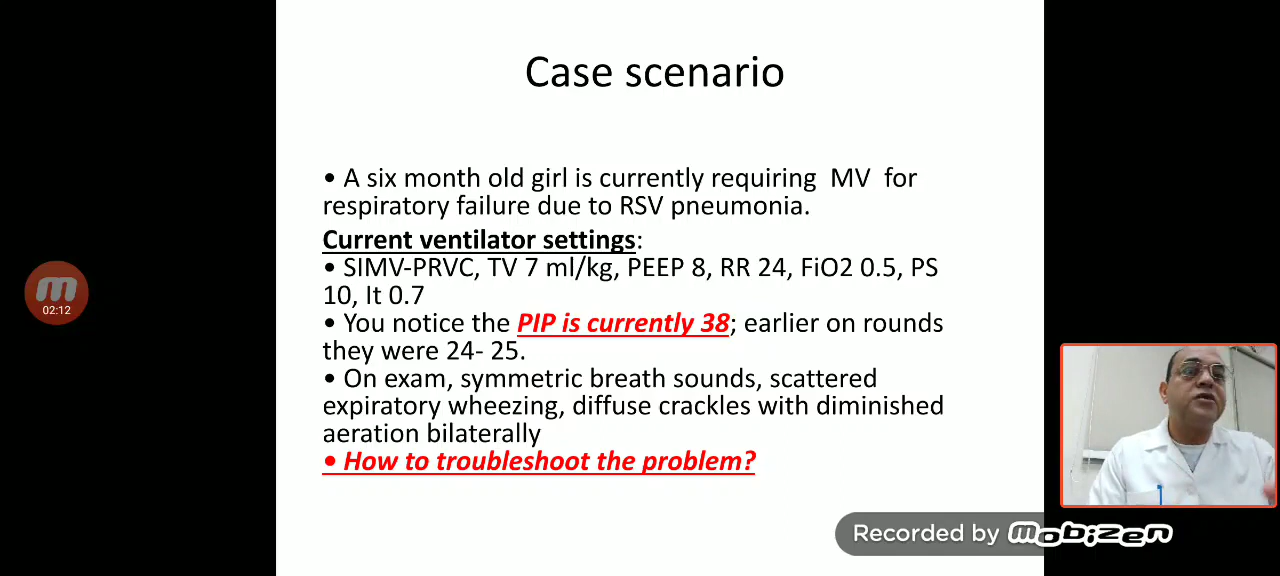 Case scenario
• A six month old girl is currently requiring MV for
respiratory failure due to RSV pneumonia.
Current ventilator settings:
• SIMV-PRVC, TV 7 ml/kg, PEEP 8, RR 24, FiO2 0.5, PS
10, It 0.7
• You notice the PIP is currently 38; earlier on rounds
they were 24- 25.
• On exam, symmetric breath sounds, scattered
expiratory wheezing, diffuse crackles with diminished
aeration bilaterally
• How to troubleshoot the problem?
m
02:12
Recorded by mobizen